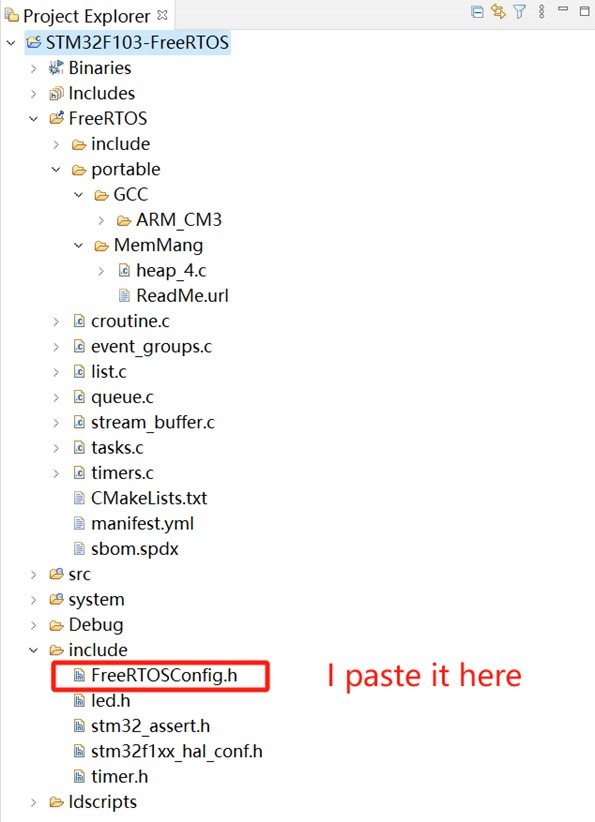 Project Explorer
STM32F103-FreeRTOS
Binaries
Includes
FreeRTOS
include
portable
GCC
ARM_CM3
MemMang
heap_4.c
ReadMe.url
croutine.c
event_groups.c
list.c
queue.c
stream_buffer.c
tasks.c
timers.c
CMakeLists.txt
manifest.yml
sbom.spdx
src
system
Debug
include
FreeRTOSConfig.h I paste it here
led.h
stm32_assert.h
stm32f1xx_hal_conf.h
timer.h
ldscripts